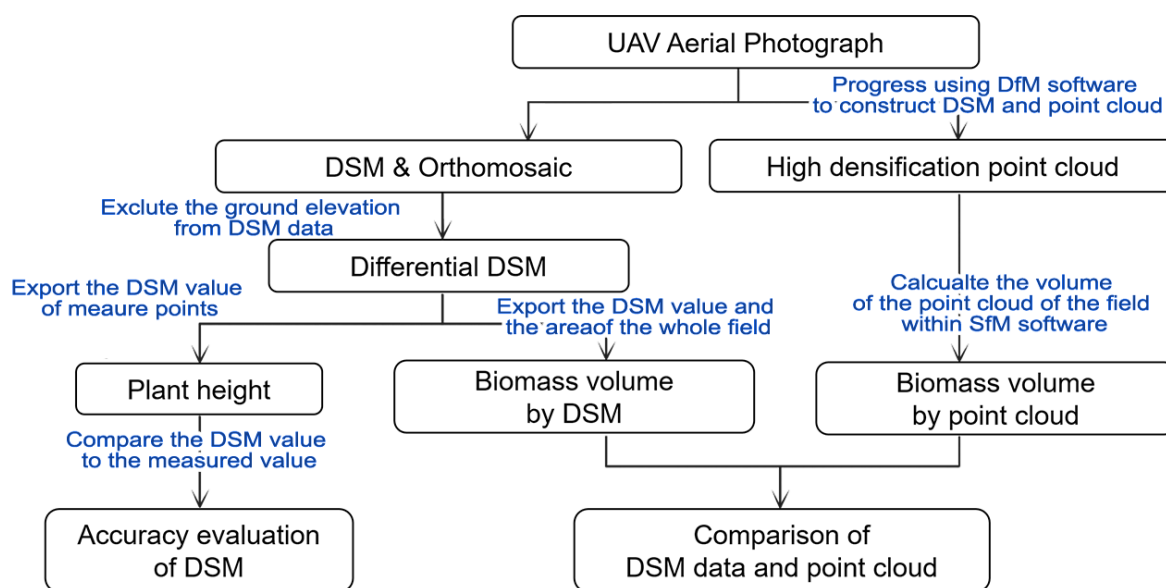 UAV Aerial Photograph
Progress using DfM software
to construct DSM and point cloud
DSM & Orthomosaic
High densification point cloud
Exclute the ground elevation
from DSM data
Differential DSM
Export the DSM value
of meaure points
Export the DSM value and
the areaof the whole field
Calcualte the volume
of the point cloud of the field
within SfM software
Plant height
Biomass volume
by DSM
Biomass volume
by point cloud
Compare the DSM value
to the measured value
Accuracy evaluation
of DSM
Comparison of
DSM data and point cloud